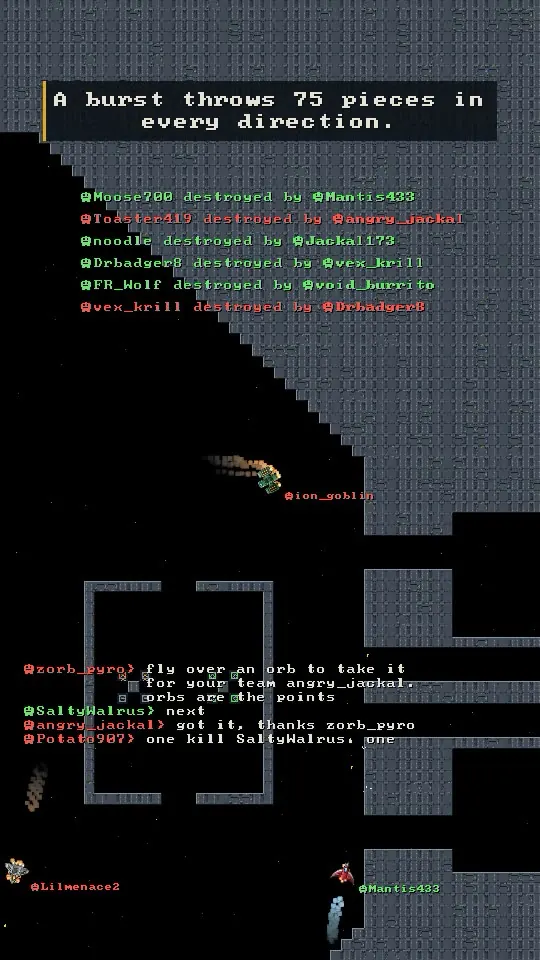 A burst throws 75 pieces in
every direction.
@Moose700 destroyed by @Mantis433
@Toaster419 destroyed by @angry_jackal
@noodle destroyed by @Jackal173
@Drbadger8 destroyed by @vex_krill
@FR_Wolf destroyed by @void_burrito
@vex_krill destroyed by @Drbadger8
@ion_goblin
@zorb_pyro> fly over an orb to take it
for your team angry_jackal.
orbs are the points
@SaltyWalrus> next
@angry_jackal> got it, thanks zorb_pyro
@Potato907> one kill SaltyWalrus. one
@Lilmenace2
@Mantis433